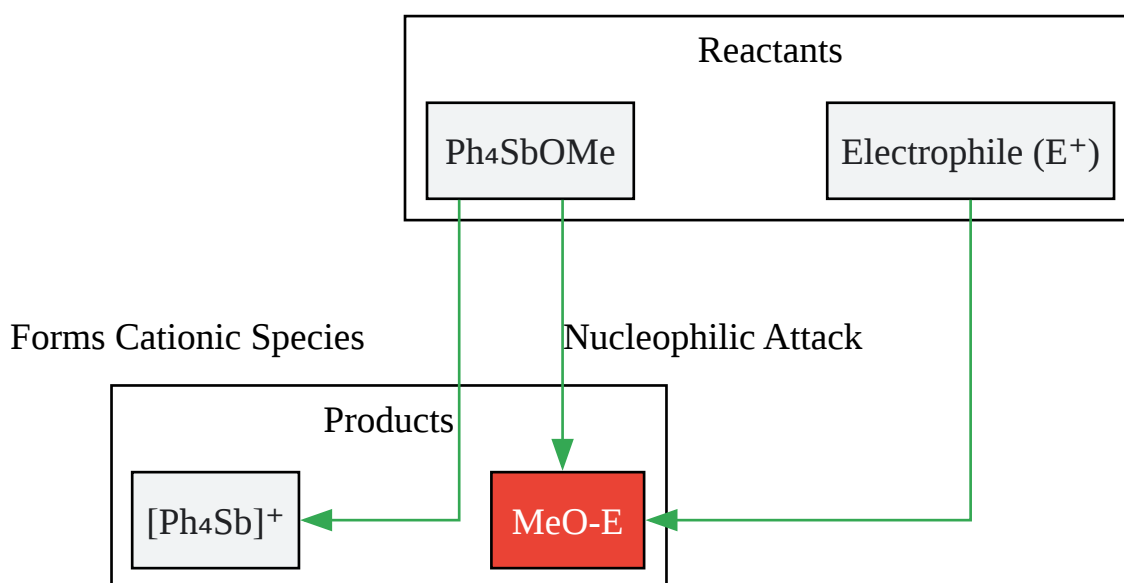 Reactants
Ph₄SbOMe
Electrophile (E⁺)
Forms Cationic Species
Nucleophilic Attack
Products
[Ph₄Sb]⁺
MeO-E